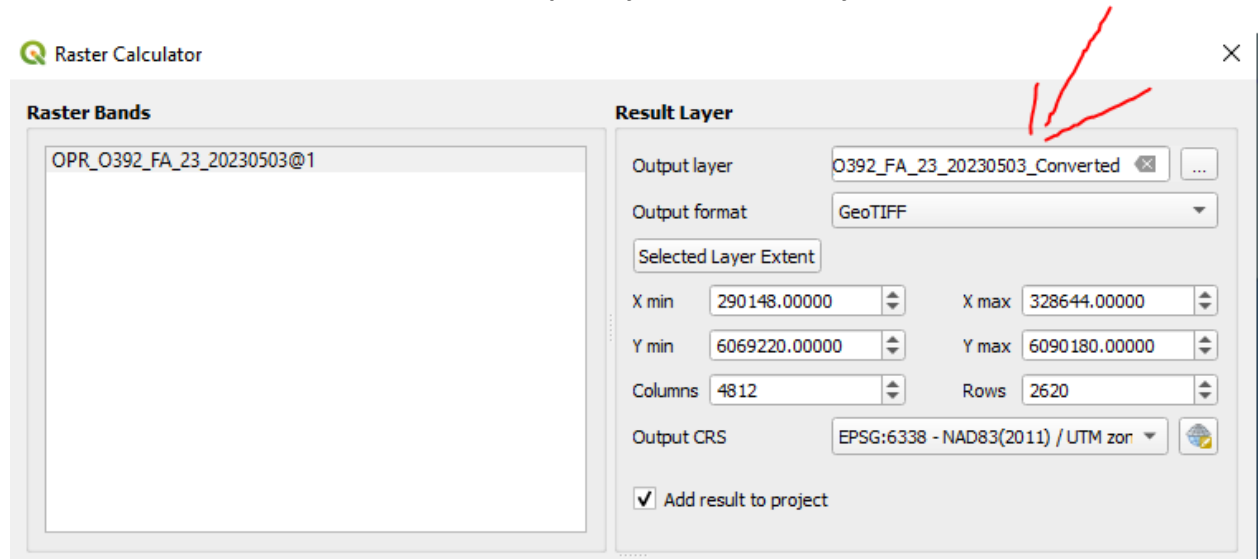 Raster Calculator
Raster Bands
OPR_O392_FA_23_20230503@1
Result Layer
Output layer O392_FA_23_20230503_Converted ...
Output format GeoTIFF
Selected Layer Extent
X min 290148.00000 X max 328644.00000
Y min 6069220.00000 Y max 6090180.00000
Columns 4812 Rows 2620
Output CRS EPSG:6338 - NAD83(2011) / UTM zor
Add result to project